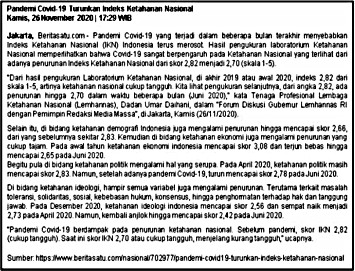 Pandemi Covid-19 Turunkan Indeks Ketahanan Nasional
Kamis, 26 November 2020 | 17:29 WIB
Jakarta, Beritasatu.com - Pandemi Covid-19 yang terjadi dalam beberapa bulan terakhir menyebabkan
Indeks Ketahanan Nasional (IKN) Indonesia terus merosot. Hasil pengukuran laboratorium Ketahanan
Nasional memperlihatkan bahwa Covid-19 sangat berpengaruh pada Ketahanan Nasional yang terlihat dari
adanya penurunan Indeks Ketahanan Nasional dari skor 2,82 menjadi 2,70 (skala 1-5).
"Dari hasil pengukuran Laboratorium Ketahanan Nasional, di akhir 2019 atau awal 2020, indeks 2,82 dari
skala 1-5, artinya ketahanan nasional cukup tangguh. Kita lihat pengukuran selanjutnya, dari angka 2,82, ada
penurunan hingga 2,70 dalam waktu beberapa bulan (Juni 2020)," kata Tenaga Profesional Lembaga
Ketahanan Nasional (Lemhannas), Dadan Umar Daihani, dalam "Forum Diskusi Gubernur Lemhannas RI
dengan Pemimpin Redaksi Media Massa", di Jakarta, Kamis (26/11/2020).
Selain itu, di bidang ketahanan demografi Indonesia juga mengalami penurunan hingga mencapai skor 2,66,
dari yang sebelumnya sekitar 2,83. Kemudian di bidang ketahanan ekonomi juga mengalami penurunan yang
cukup tajam. Pada awal tahun ketahanan ekonomi indonesia mencapai skor 3,08 dan terjun bebas hingga
mencapai 2,65 pada Juni 2020.
Begitu pula di bidang ketahanan politik mengalami hal yang serupa. Pada April 2020, ketahanan politik masih
mencapai skor 2,83. Namun, setelah adanya pandemi Covid-19, turun mencapai skor 2,78 pada Juni 2020.
Di bidang ketahanan ideologi, hampir semua variabel juga mengalami penurunan. Terutama terkait masalah
toleransi, solidaritas, sosial, kebebasan hukum, konsensus, hingga penghormatan terhadap hak dan tanggung
jawab. Pada Desember 2020, ketahanan ideologi indonesia mencapai skor 2,56 dan sempat naik menjadi
2,73 pada April 2020. Namun, kembali anjlok hingga mencapai skor 2,42 pada Juni 2020.
"Pandemi Covid-19 berdampak pada penurunan ketahanan nasional. Sebelum pandemi, skor IKN 2,82
(cukup tangguh). Saat ini skor IKN 2,70 atau cukup tangguh, menjelang kurang tangguh," ucapnya.
Sumber: https://www.beritasatu.com/nasional/702977/pandemi-covid19-turunkan-indeks-ketahanan-nasional